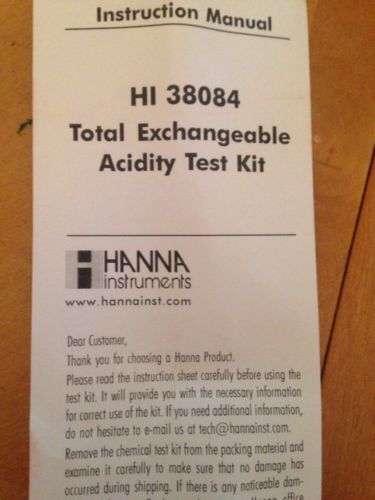 Instruction Manual
HI 38084
Total Exchangeable
Acidity Test Kit
HANNA
instruments
www.hannainst.com
Dear Customer,
Thank you for choosing a Hanna Product.
Please read the instruction sheet carefully before using the
test kit. It will provide you with the necessary information
for correct use of the kit. If you need additional information,
do not hesitate to e-mail us at tech@hannainst.com.
Remove the chemical test kit from the packing material and
examine it carefully to make sure that no damage has
occurred during shipping. If there is any noticeable dam-
office